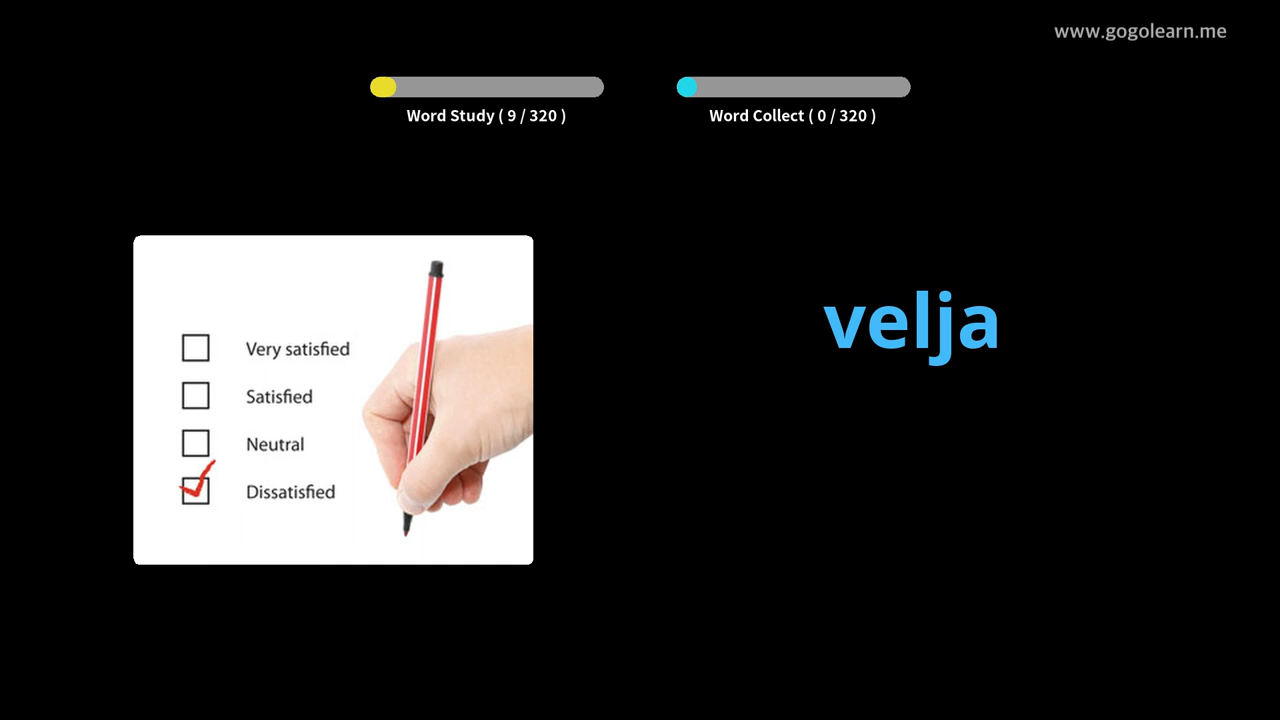 www.gogolearn.me
Word Study ( 9 / 320 )
Word Collect ( 0 / 320 )
Very satisfied
Satisfied
Neutral
Dissatisfied
velja